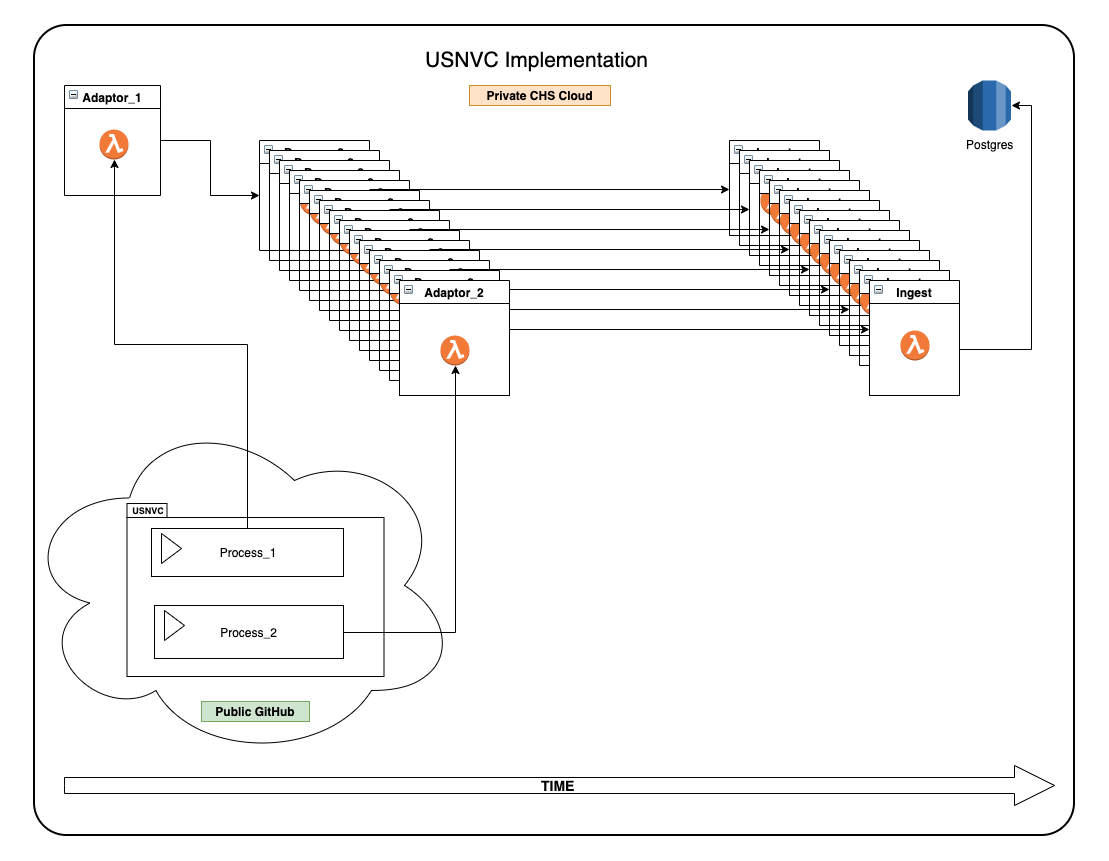 USNVC Implementation
Private CHS Cloud
Adaptor_1
Postgres
Adaptor_2
Ingest
USNVC
Process_1
Process_2
Public GitHub
TIME